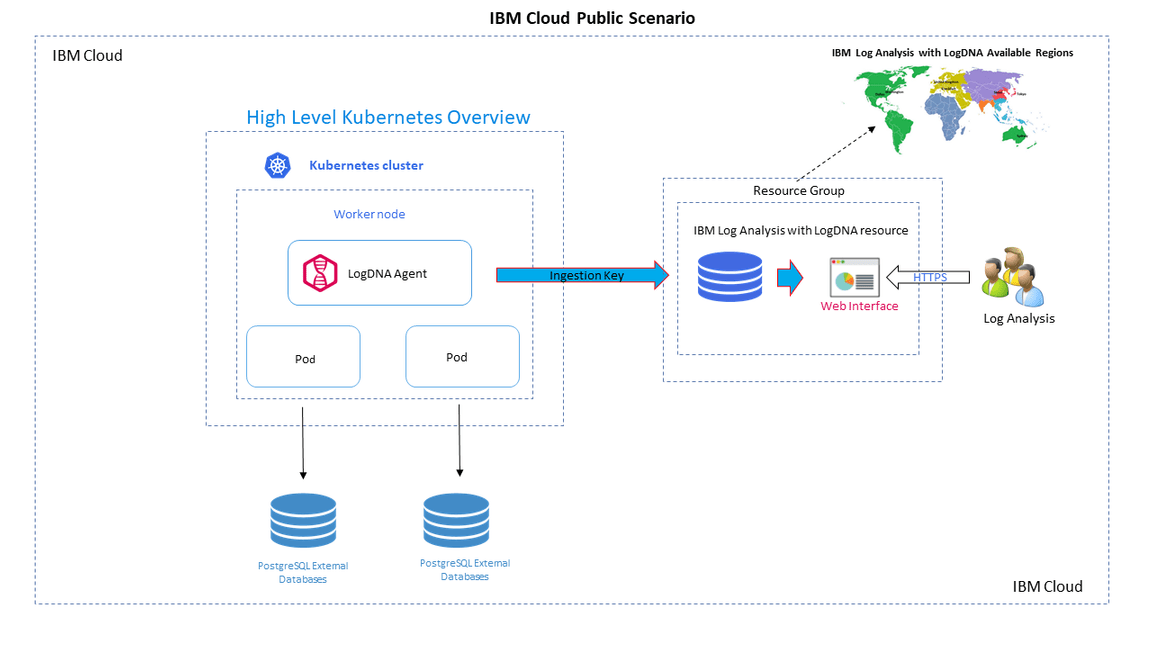 IBM Cloud Public Scenario
IBM Cloud
IBM Log Analysis with LogDNA Available Regions
High Level Kubernetes Overview
Kubernetes cluster
Resource Group
Worker node
IBM Log Analysis with LogDNA resource
LogDNA Agent
Ingestion Key
HTTPS
Web Interface
Log Analysis
Pod
Pod
PostgreSQL External
Databases
PostgreSQL External
Databases
IBM Cloud